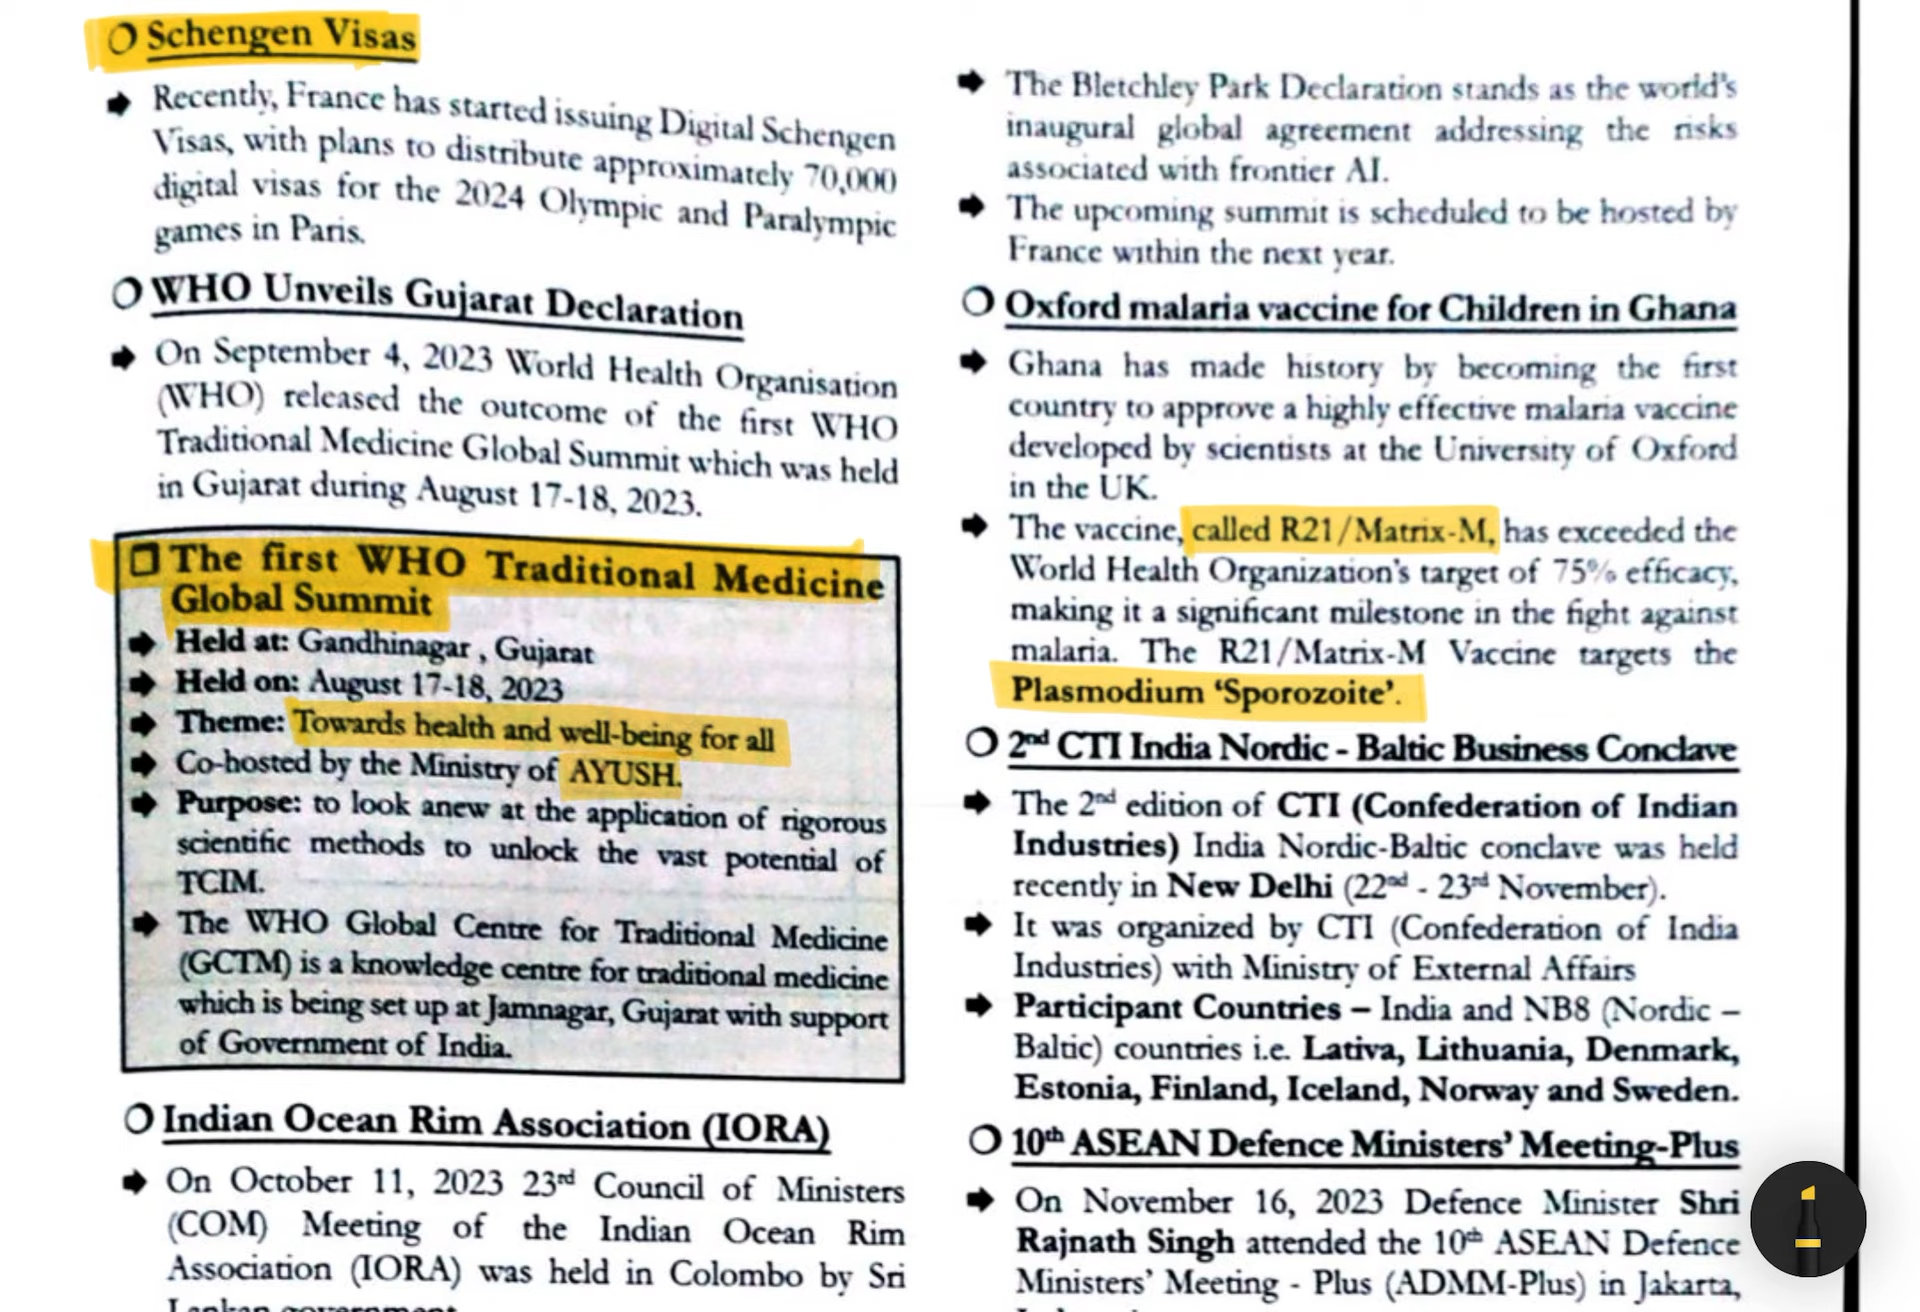 Schengen Visas
Recently, France has started issuing Digital Schengen
Visas, with plans to distribute approximately 70,000
digital visas for the 2024 Olympic and Paralympic
games in Paris.
WHO Unveils Gujarat Declaration
On September 4, 2023 World Health Organisation
(WHO) released the outcome of the first WHO
Traditional Medicine Global Summit which was held
in Gujarat during August 17-18, 2023.
The first WHO Traditional Medicine
Global Summit
Held at: Gandhinagar , Gujarat
Held on: August 17-18, 2023
Theme: Towards health and well-being for all
Co-hosted by the Ministry of AYUSH.
Purpose: to look anew at the application of rigorous
scientific methods to unlock the vast potential of
TCIM.
The WHO Global Centre for Traditional Medicine
(GCTM) is a knowledge centre for traditional medicine
which is being set up at Jamnagar, Gujarat with support
of Government of India.
Indian Ocean Rim Association (IORA)
On October 11, 2023 23rd Council of Ministers
(COM) Meeting of the Indian Ocean Rim
Association (IORA) was held in Colombo by Sri
Lankan government
The Bletchley Park Declaration stands as the world's
inaugural global agreement addressing the risks
associated with frontier AI.
The upcoming summit is scheduled to be hosted by
France within the next year.
Oxford malaria vaccine for Children in Ghana
Ghana has made history by becoming the first
country to approve a highly effective malaria vaccine
developed by scientists at the University of Oxford
in the UK.
The vaccine, called R21/Matrix-M, has exceeded the
World Health Organization's target of 75% efficacy,
making it a significant milestone in the fight against
malaria. The R21/Matrix-M Vaccine targets the
Plasmodium 'Sporozoite'.
2nd CTI India Nordic - Baltic Business Conclave
The 2nd edition of CTI (Confederation of Indian
Industries) India Nordic-Baltic conclave was held
recently in New Delhi (22nd - 23rd November).
It was organized by CTI (Confederation of India
Industries) with Ministry of External Affairs
Participant Countries – India and NB8 (Nordic –
Baltic) countries i.e. Lativa, Lithuania, Denmark,
Estonia, Finland, Iceland, Norway and Sweden.
10th ASEAN Defence Ministers' Meeting-Plus
On November 16, 2023 Defence Minister Shri
Rajnath Singh attended the 10th ASEAN Defence
Ministers' Meeting - Plus (ADMM-Plus) in Jakarta,